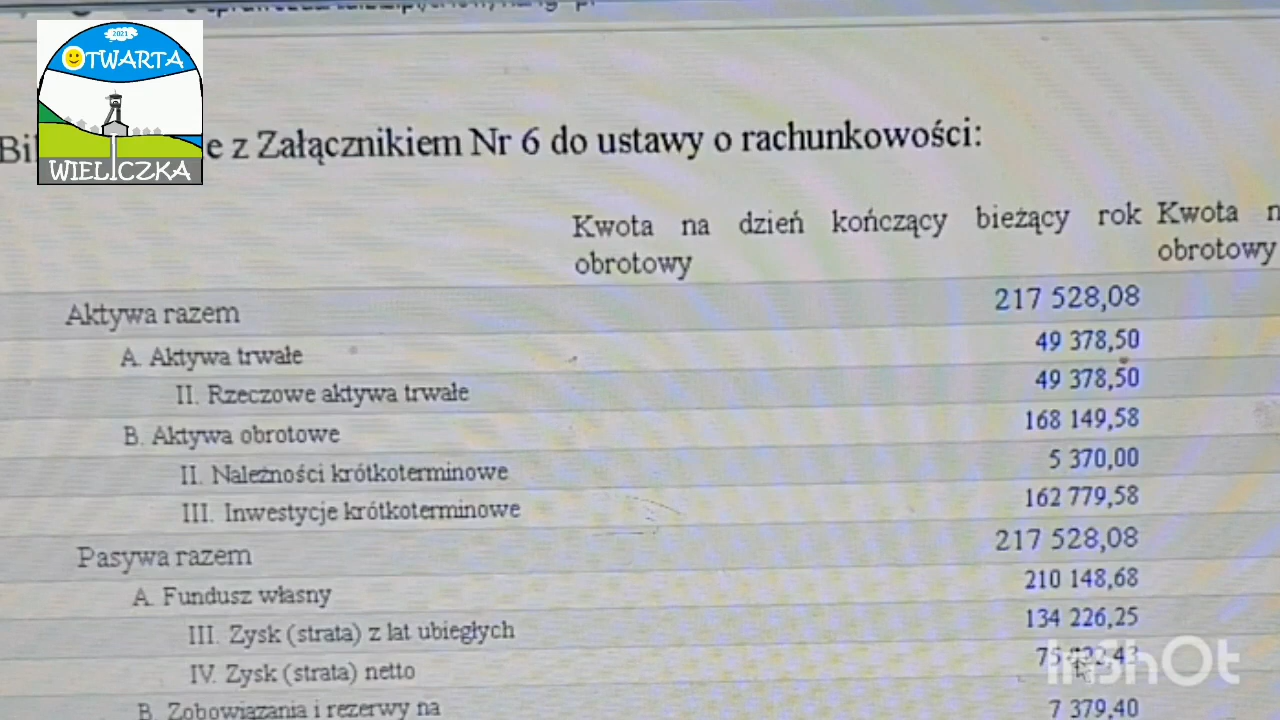 2021
OTWARTA
WIELICZKA
e z Załącznikiem Nr 6 do ustawy o rachunkowości:
Kwota na dzień kończący bieżący rok Kwota
obrotowy obrotowy
Aktywa razem 217 528,08
A. Aktywa trwałe 49 378,50
II. Rzeczowe aktywa trwałe 49 378,50
B. Aktywa obrotowe 168 149,58
II. Należności krótkoterminowe 5 370,00
III. Inwestycje krótkoterminowe 162 779,58
Pasywa razem 217 528,08
A. Fundusz własny 210 148,68
III. Zysk (strata) z lat ubiegłych 134 226,25
IV. Zysk (strata) netto
B. Zobowiązania i rezerwy na 7 379,40
InShOt